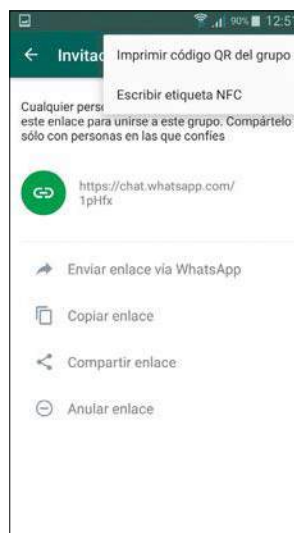 90% 12:51
Invitac
Imprimir código QR del grupo
Escribir etiqueta NFC
Cualquier perso
este enlace para unirse a este grupo. Compártelo
sólo con personas en las que confíes
https://chat.whatsapp.com/
1pHfx
Enviar enlace vía WhatsApp
Copiar enlace
Compartir enlace
Anular enlace